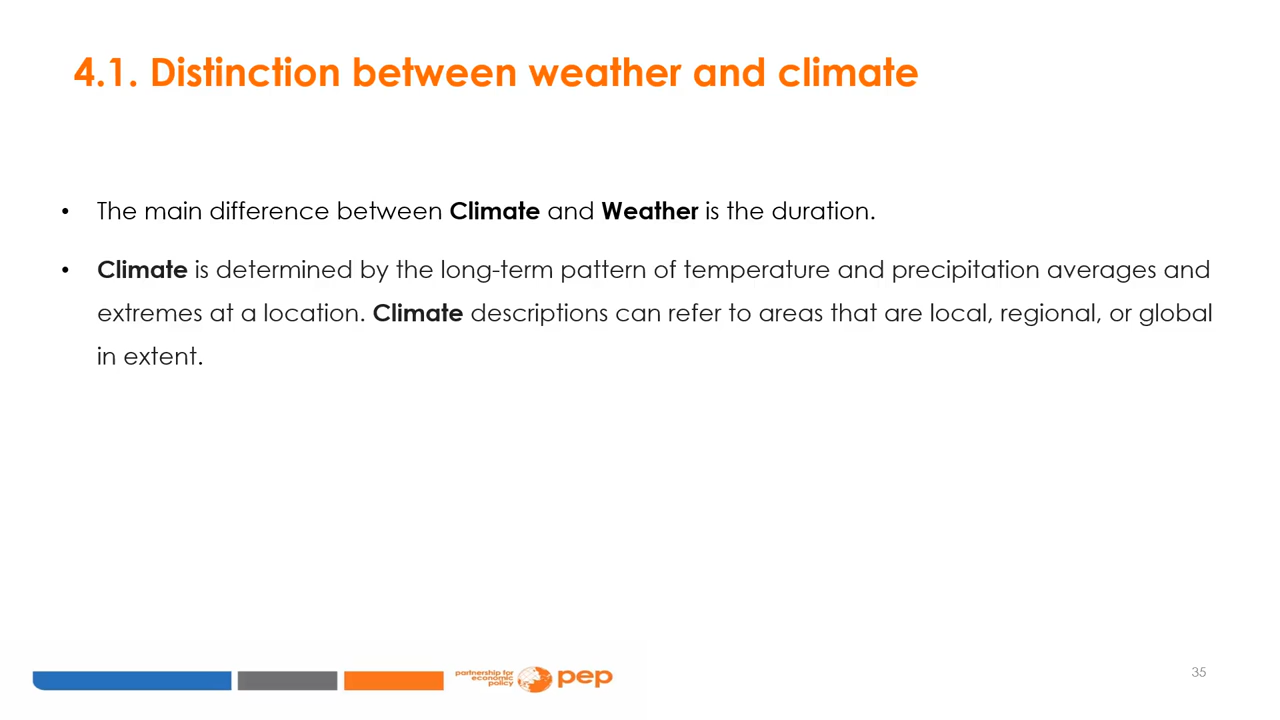 4.1. Distinction between weather and climate
• The main difference between Climate and Weather is the duration.
• Climate is determined by the long-term pattern of temperature and precipitation averages and
extremes at a location. Climate descriptions can refer to areas that are local, regional, or global
in extent.
partnership for
economic
policy
pep
35